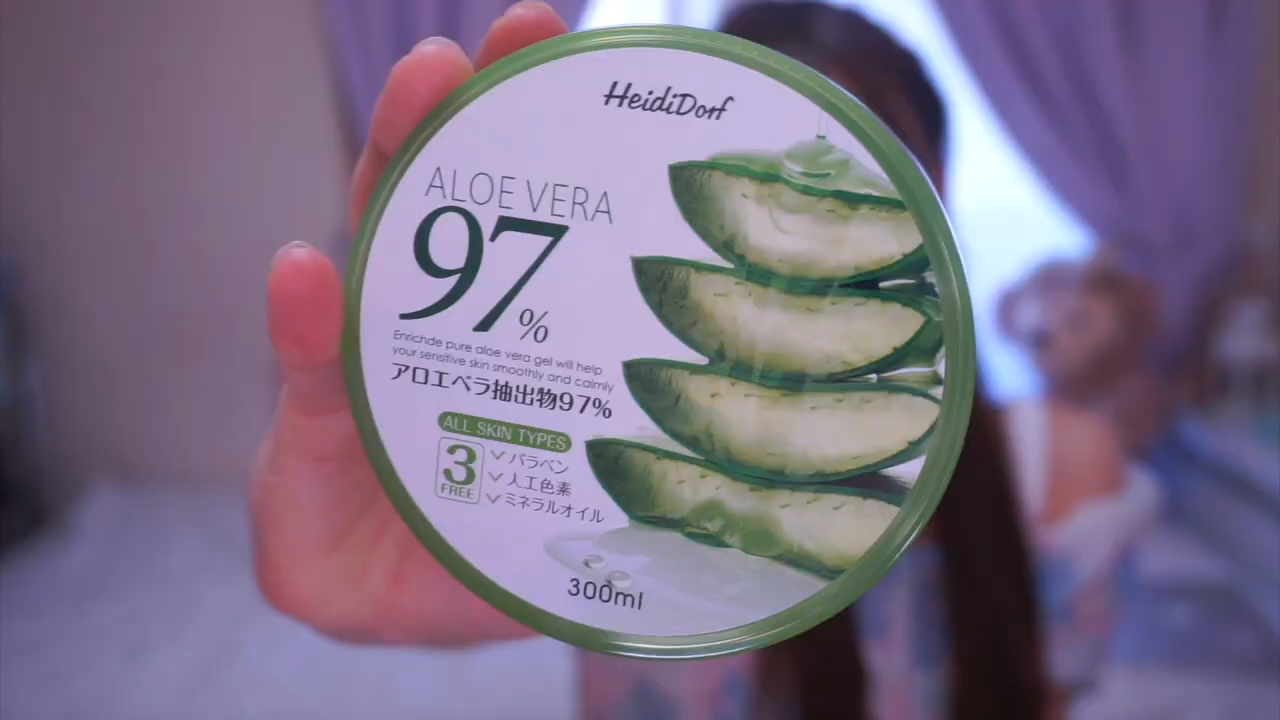 HeidiDorf
ALOE VERA
97%
Enrichde pure aloe vera gel will help
your sensitive skin smoothly and calmly
アロエベラ抽出物97%
ALL SKIN TYPES
3
FREE
パラベン
人工色素
ミネラルオイル
300ml